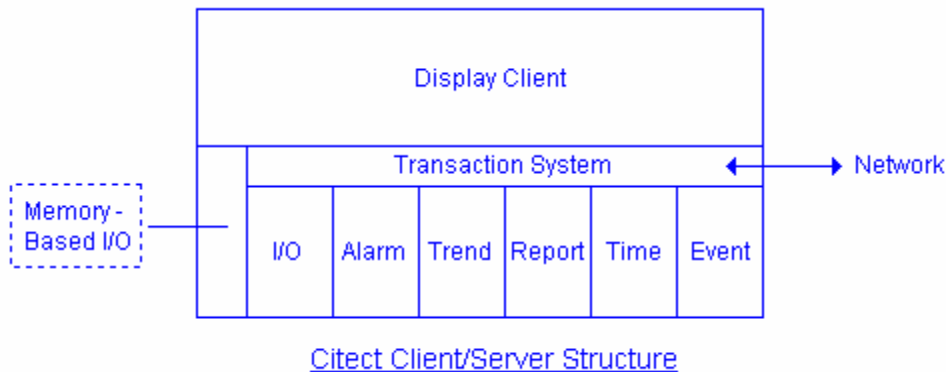 Display Client
Transaction System
Network
Memory -
Based I/O
I/O
Alarm
Trend
Report
Time
Event
Citect Client/Server Structure